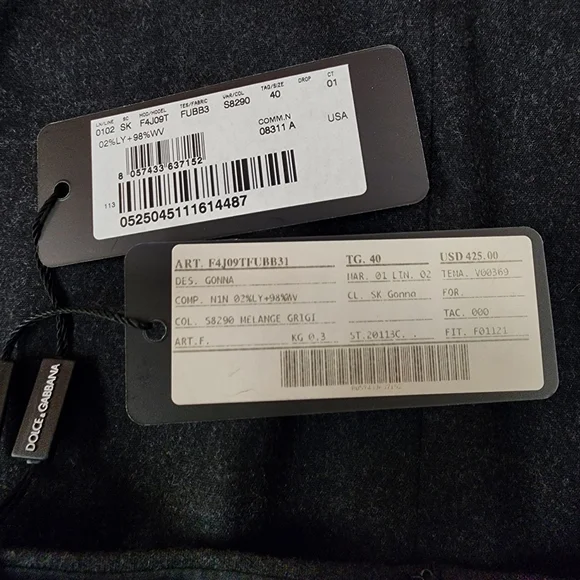 LIN/LINE SC MOD/MODEL TES/FABRIC VAR/COL TAG/SIZE DROP CT
0102 SK F4J09T FUBB3 S8290 40 01
02%LY+98%WV COMM.N
08311 A USA
8 057433 637152
113
0525045111614487
ART. F4J09TFUBB31 TG. 40 USD 425.00
DES. GONNA MAR. 01 LIN. 02 TEMA. V00369
COMP. N1N 02%LY+98%WV CL. SK Gonna FOR.
COL. S8290 MELANGE GRIGI TAC. 000
ART.F. KG 0.3 ST.20113C. . FIT. F01121
DOLCE & GABBANA